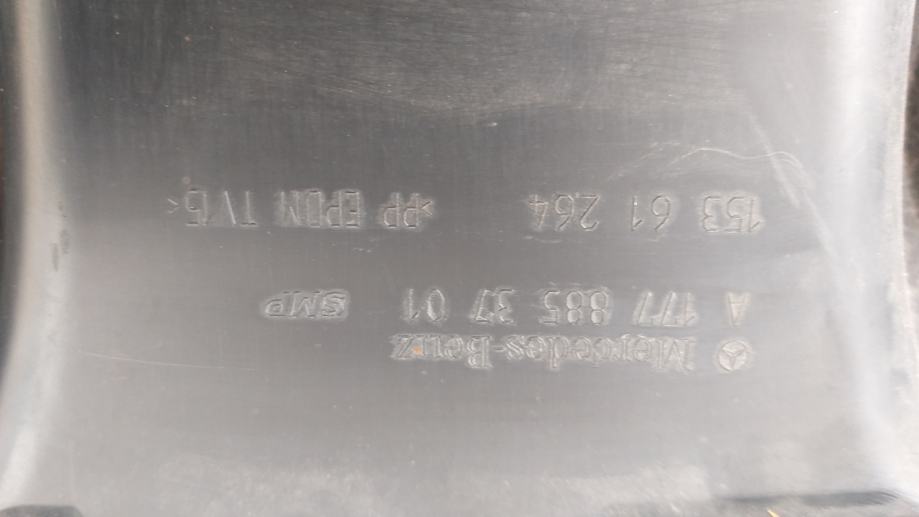 Mercedes-Benz
A 177 885 37 01 SMP
153 61 264 >PP EPDM TV15<